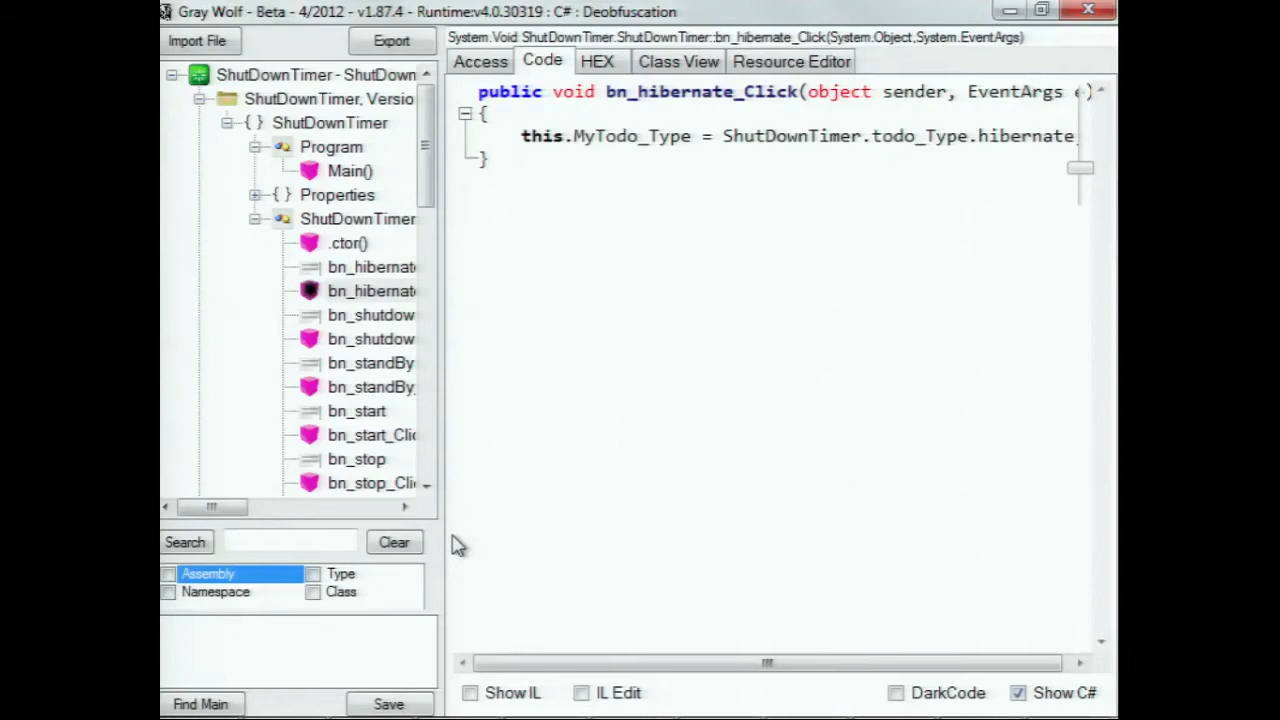 Gray Wolf - Beta - 4/2012 - v1.87.4 - Runtime:v4.0.30319 : C# : Deobfuscation
Import File
Export
ShutDownTimer - ShutDown
ShutDownTimer, Versio
{ } ShutDownTimer
Program
Main()
{ } Properties
ShutDownTimer
.ctor()
bn_hibernate
bn_hibernate
bn_shutdow
bn_shutdow
bn_standBy
bn_standBy_
bn_start
bn_start_Clic
bn_stop
bn_stop_Clic
Search
Clear
Assembly
Type
Namespace
Class
Find Main
Save
System.Void ShutDownTimer.ShutDownTimer::bn_hibernate_Click(System.Object,System.EventArgs)
Access
Code
HEX
Class View
Resource Editor
public void bn_hibernate_Click(object sender, EventArgs e)
{
this.MyTodo_Type = ShutDownTimer.todo_Type.hibernate
}
Show IL
IL Edit
DarkCode
Show C#